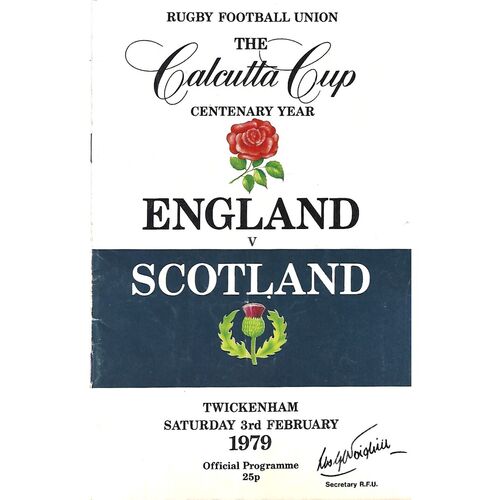 RUGBY FOOTBALL UNION
THE
Calcutta Cup
CENTENARY YEAR
ENGLAND
v
SCOTLAND
TWICKENHAM
SATURDAY 3rd FEBRUARY
1979
Official Programme
25p
Secretary R.F.U.